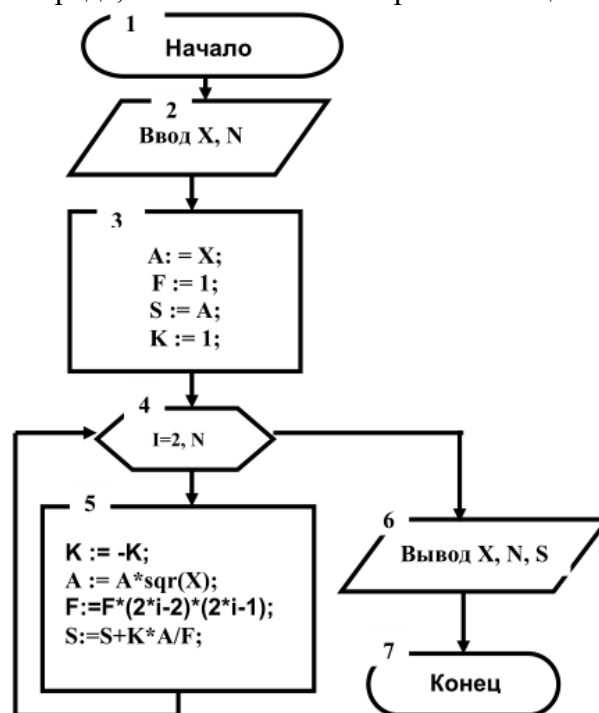 1
Начало
2
Ввод X, N
3
A: = X;
F := 1;
S := A;
K := 1;
4
I=2, N
5
K := -K;
A := A*sqr(X);
F:=F*(2*i-2)*(2*i-1);
S:=S+K*A/F;
6
Вывод X, N, S
7
Конец